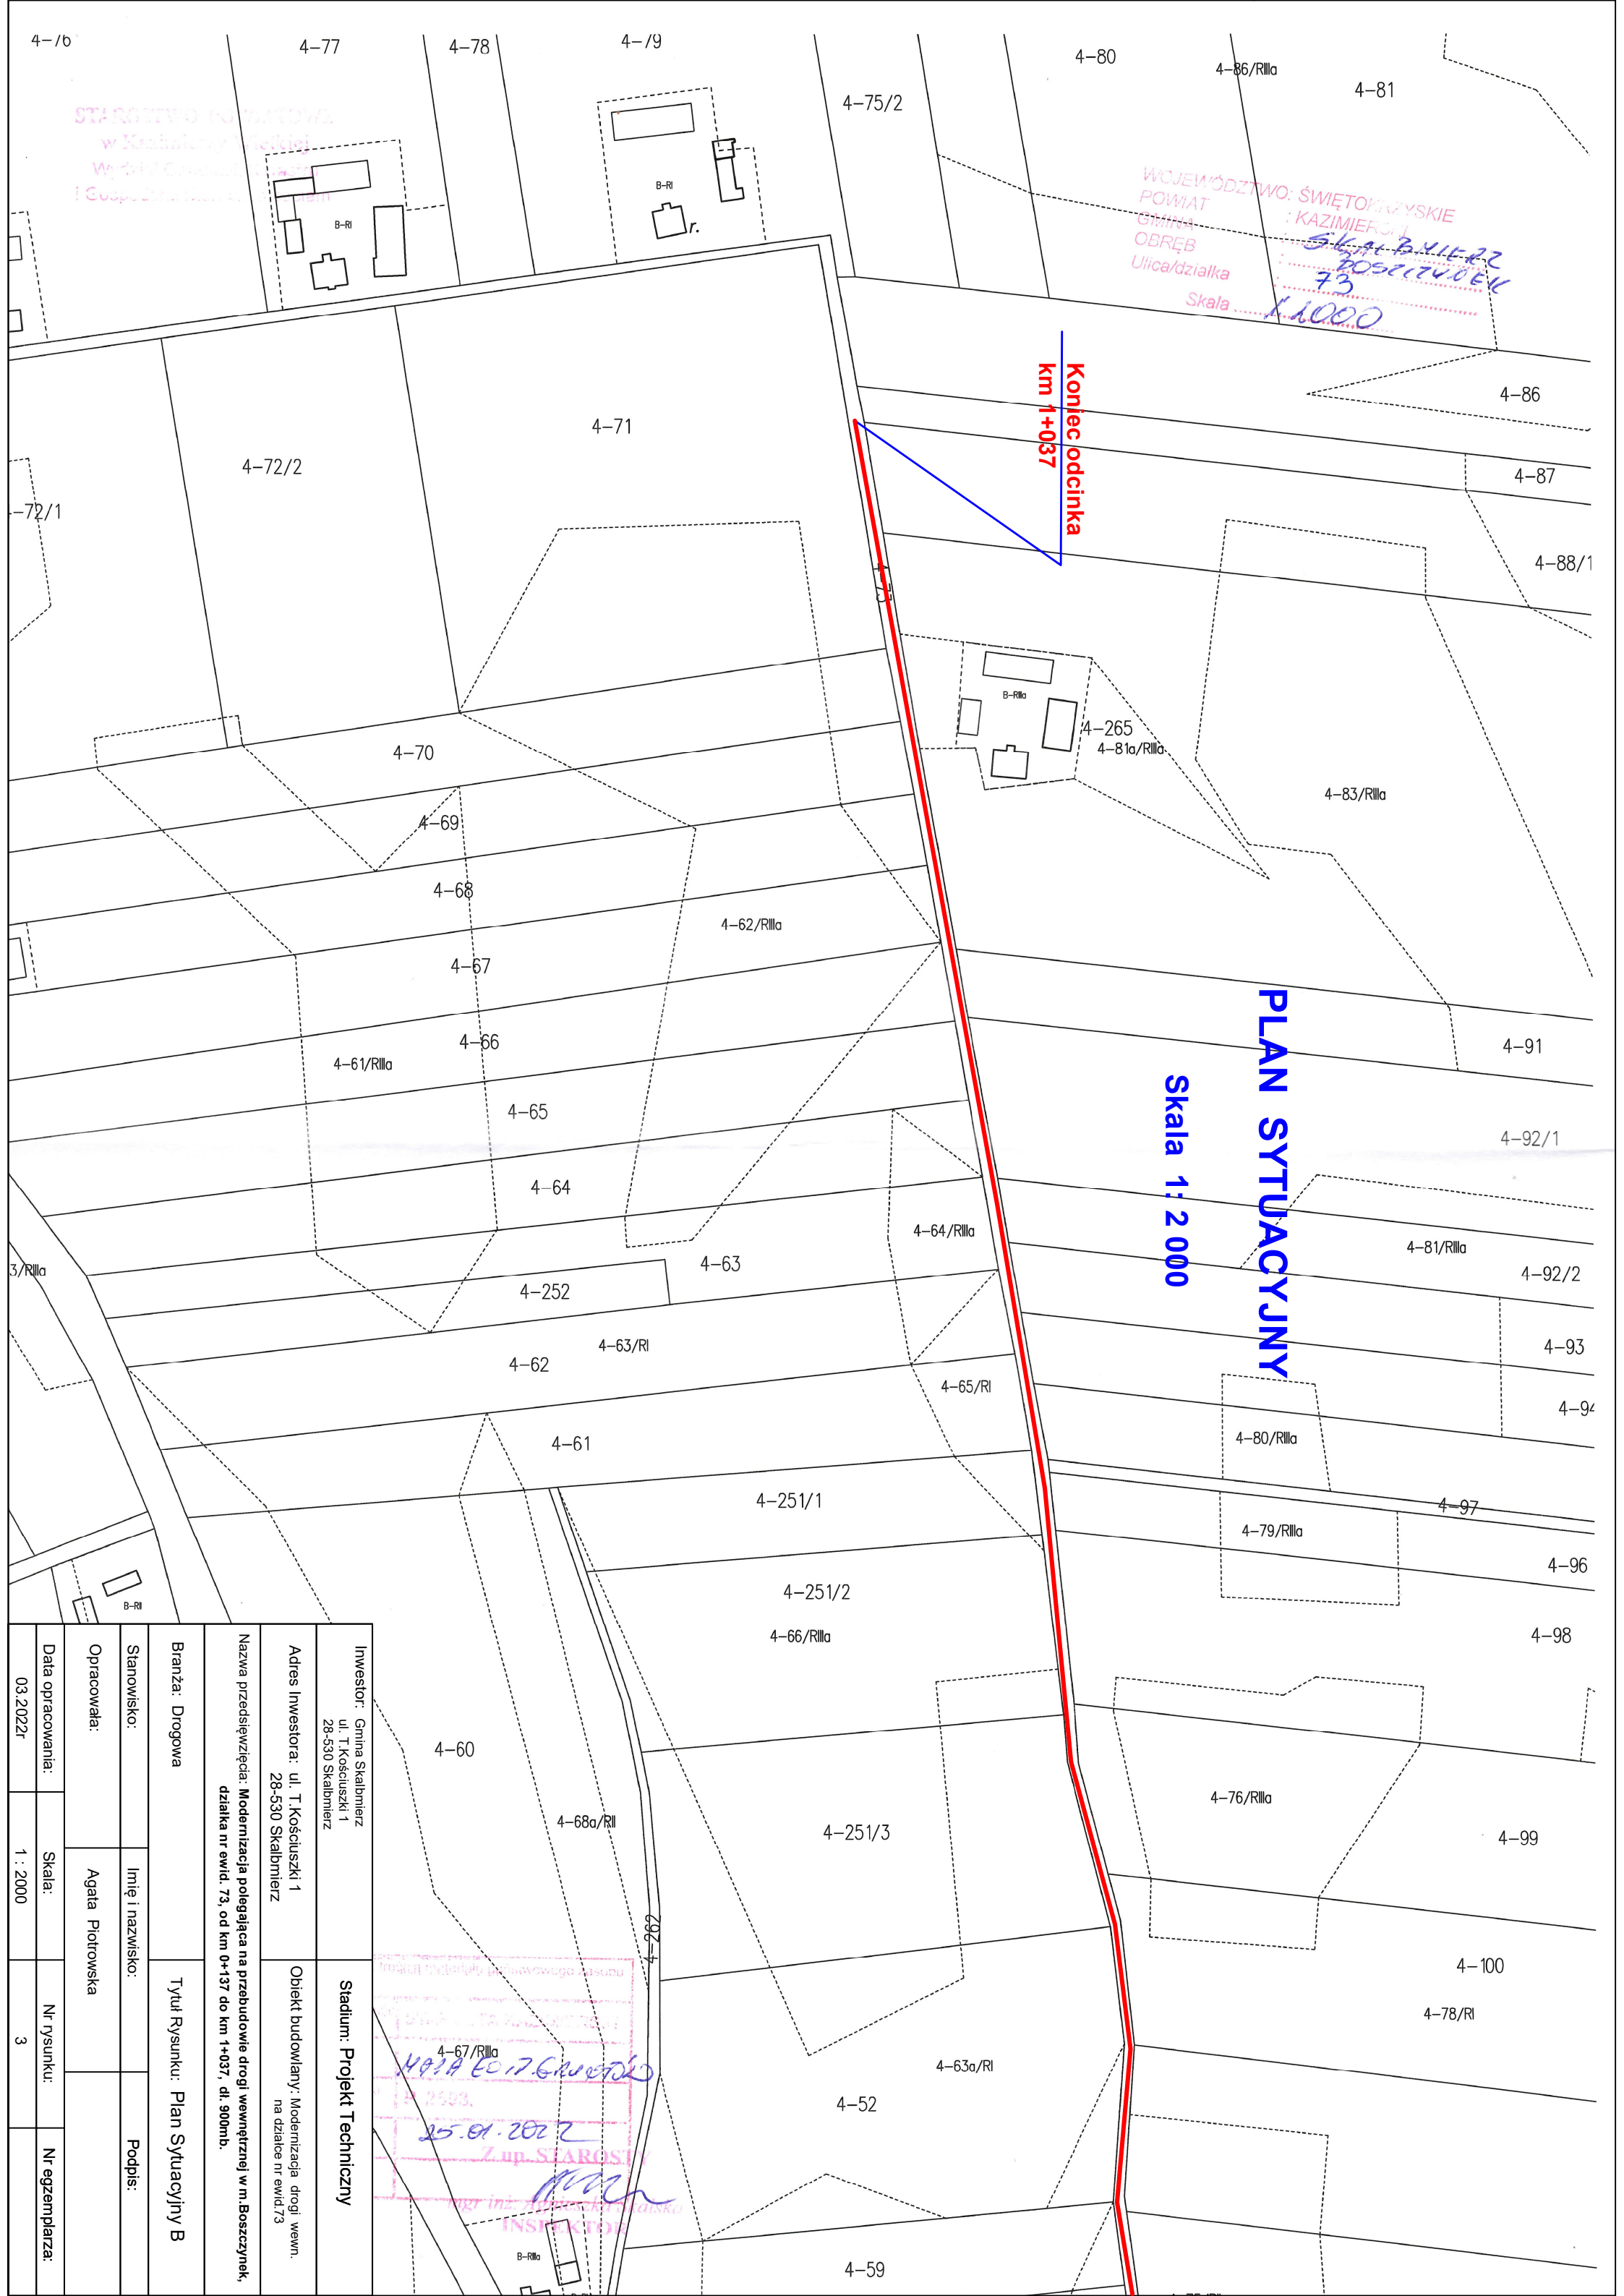 4-76
4-77
4-78
4-79
4-75/2
4-80
4-86/RIIIa
4-81
STAROSTWO POWIATOWE
w Kazimierzy Wielkiej
B-RI
B-RI
r.
WOJEWÓDZTWO: ŚWIĘTOKRZYSKIE
POWIAT : KAZIMIERSKI
GMINA : SKALBMIERZ
OBRĘB : BOSZCZYNEK
Ulica/działka : 73
Skala 1:1000
Koniec odcinka
km 1+037
4-86
4-87
4-88/1
4-71
4-72/2
-72/1
4-73
B-RIIIa
4-265
4-81a/RIIIa
4-83/RIIIa
4-70
4-69
4-68
4-62/RIIIa
4-67
4-66
4-61/RIIIa
4-65
4-64
PLAN SYTUACYJNY
Skala 1: 2 000
4-91
4-92/1
4-64/RIIIa
4-81/RIIIa
4-92/2
4-63
4-252
3/RIIIa
4-63/RI
4-62
4-93
4-65/RI
4-94
4-61
4-80/RIIIa
4-251/1
4-97
4-79/RIIIa
4-96
4-251/2
4-66/RIIIa
4-98
B-RII
4-60
4-68a/RII
4-76/RIIIa
4-251/3
4-99
4-262
4-100
4-78/RI
4-67/RIIIa
4-63a/RI
4-52
4-59
B-RIIIa
25.01.2022
Z up. STAROSTY
mgr inż.
INSPEKTOR
Inwestor: Gmina Skalbmierz
ul. T.Kościuszki 1
28-530 Skalbmierz
Stadium: Projekt Techniczny
Adres Inwestora: ul. T.Kościuszki 1
28-530 Skalbmierz
Obiekt budowlany: Modernizacja drogi wewn.
na działce nr ewid.73
Nazwa przedsięwzięcia: Modernizacja polegająca na przebudowie drogi wewnętrznej w m.Boszczynek,
działka nr ewid. 73, od km 0+137 do km 1+037, dł. 900mb.
Branża: Drogowa
Tytuł Rysunku: Plan Sytuacyjny B
Stanowisko:
Imię i nazwisko:
Podpis:
Opracowała:
Agata Piotrowska
Data opracowania:
Skala:
Nr rysunku:
Nr egzemplarza:
03.2022r
1 : 2000
3